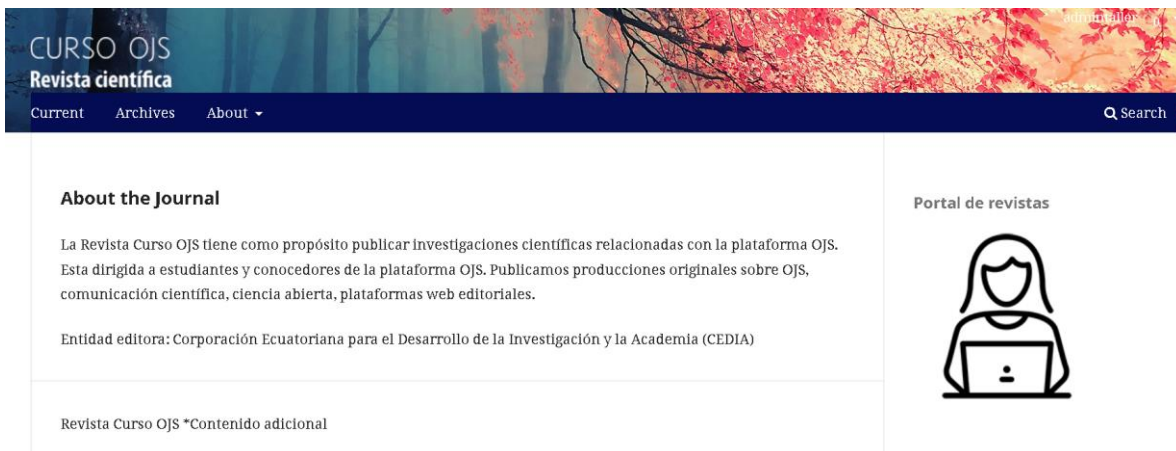 admintaller 0
CURSO OJS
Revista científica
Current Archives About
Search
About the Journal
La Revista Curso OJS tiene como propósito publicar investigaciones científicas relacionadas con la plataforma OJS.
Esta dirigida a estudiantes y conocedores de la plataforma OJS. Publicamos producciones originales sobre OJS,
comunicación científica, ciencia abierta, plataformas web editoriales.
Entidad editora: Corporación Ecuatoriana para el Desarrollo de la Investigación y la Academia (CEDIA)
Revista Curso OJS *Contenido adicional
Portal de revistas